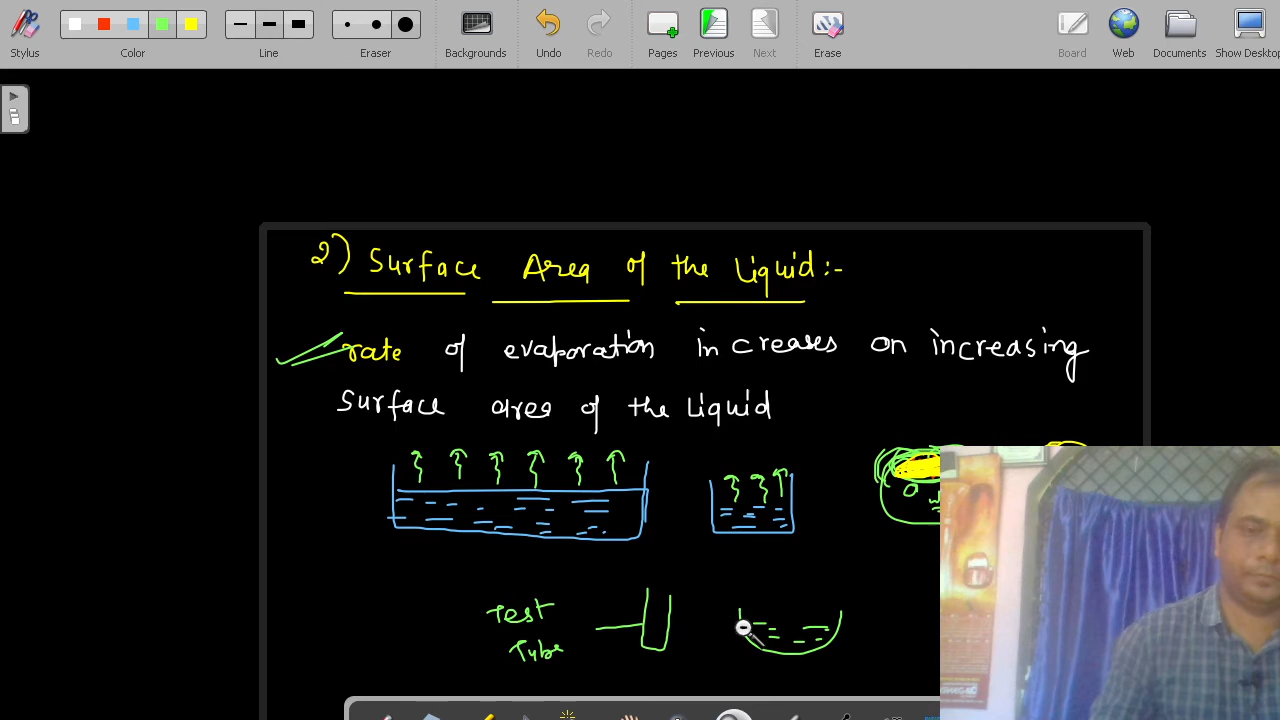 Stylus
Color
Line
Eraser
Backgrounds
Undo
Redo
Pages
Previous
Next
Erase
Board
Web
Documents
Show Desktop
2) Surface Area of the Liquid:-
rate of evaporation increases on increasing
Surface area of the Liquid
Test
Tube